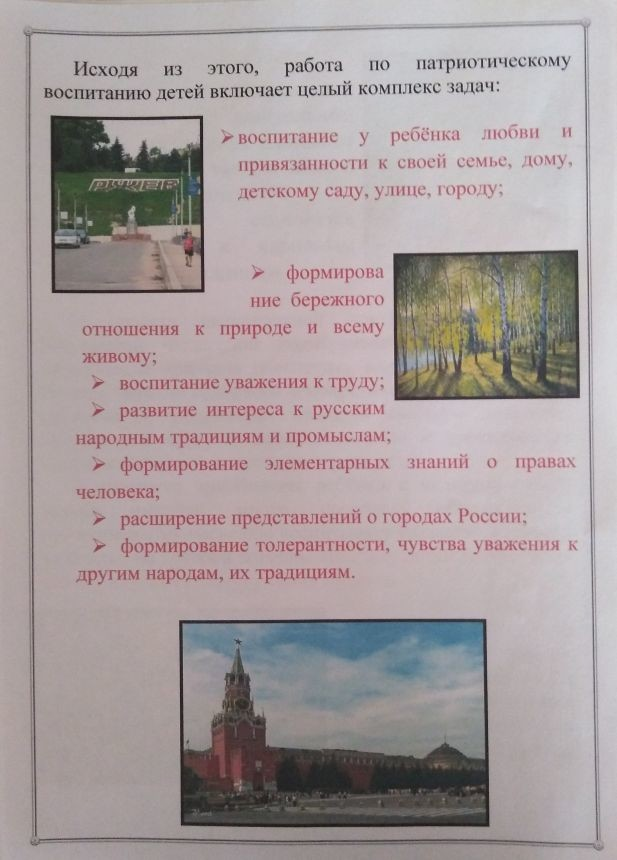 Исходя из этого, работа по патриотическому
воспитанию детей включает целый комплекс задач:
➢ воспитание у ребёнка любви и
привязанности к своей семье, дому,
детскому саду, улице, городу;
➢ формирова
ние бережного
отношения к природе и всему
живому;
➢ воспитание уважения к труду;
➢ развитие интереса к русским
народным традициям и промыслам;
➢ формирование элементарных знаний о правах
человека;
➢ расширение представлений о городах России;
➢ формирование толерантности, чувства уважения к
другим народам, их традициям.